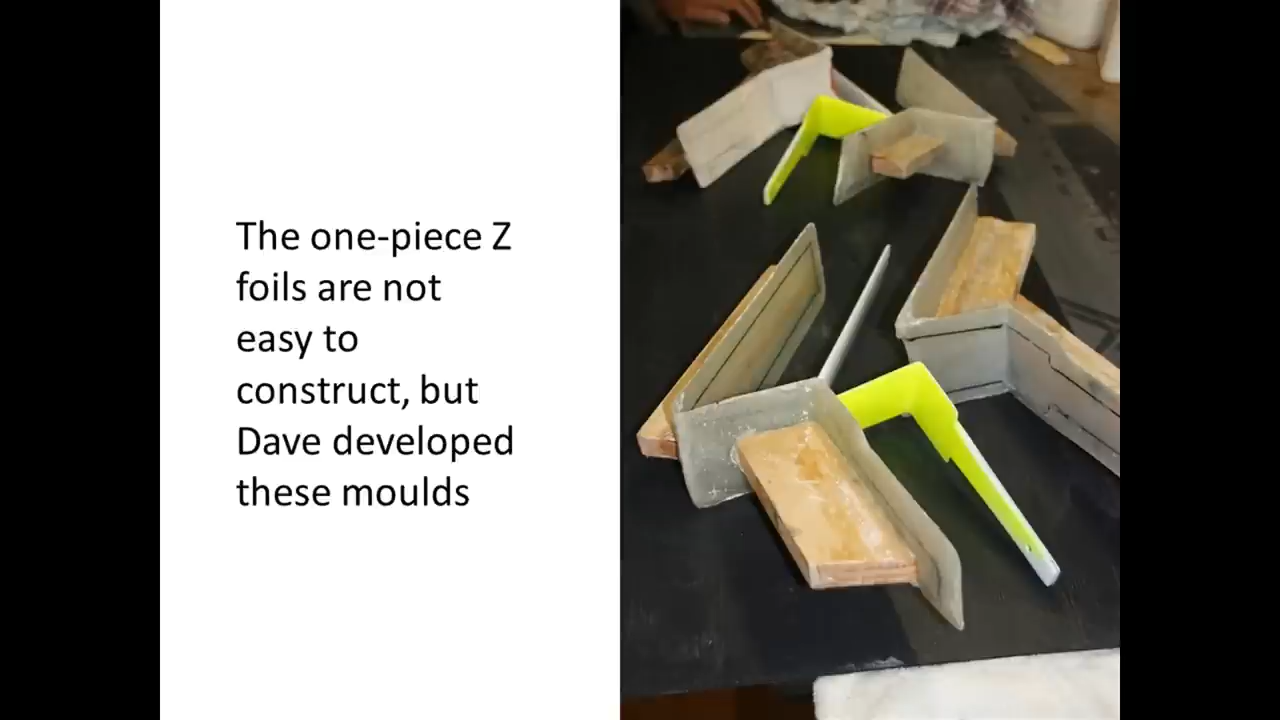 The one-piece Z
foils are not
easy to
construct, but
Dave developed
these moulds